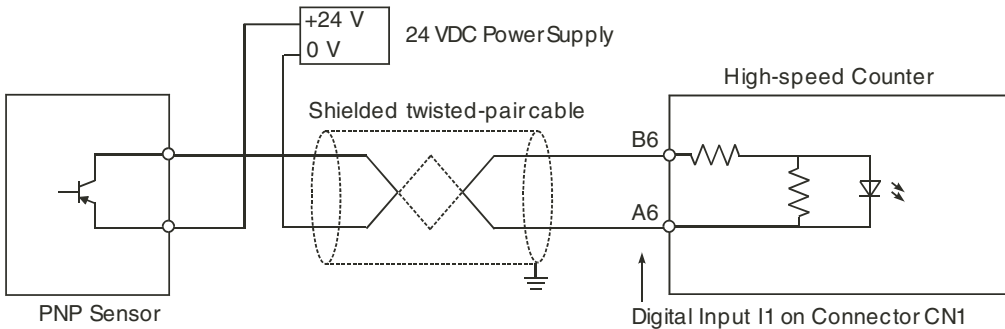 +24 V
0 V
24 VDC Power Supply
High-speed Counter
Shielded twisted-pair cable
B6
A6
PNP Sensor
Digital Input I1 on Connector CN1